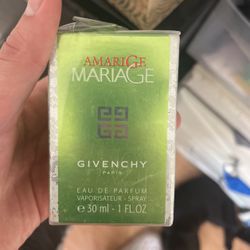 AMARIGE
MARIAGE
GIVENCHY
PARIS
EAU DE PARFUM
VAPORISATEUR - SPRAY
℮ 30 ml - 1 FL OZ